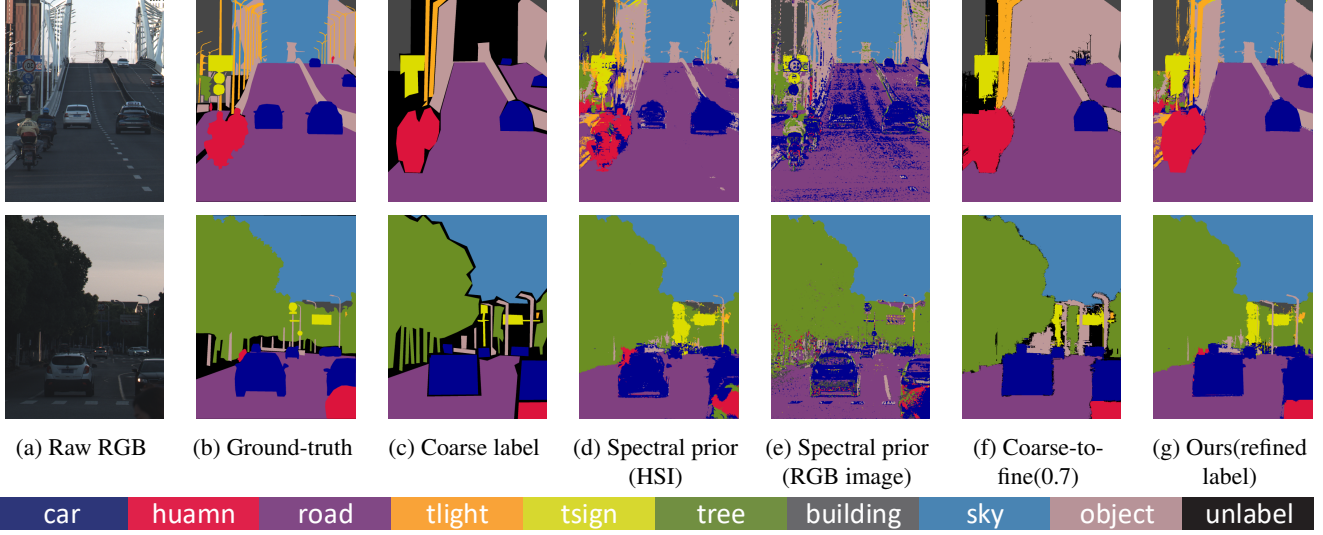 (a) Raw RGB
(b) Ground-truth
(c) Coarse label
(d) Spectral prior
(HSI)
(e) Spectral prior
(RGB image)
(f) Coarse-to-
fine(0.7)
(g) Ours(refined
label)
car
huamn
road
tlight
tsign
tree
building
sky
object
unlabel